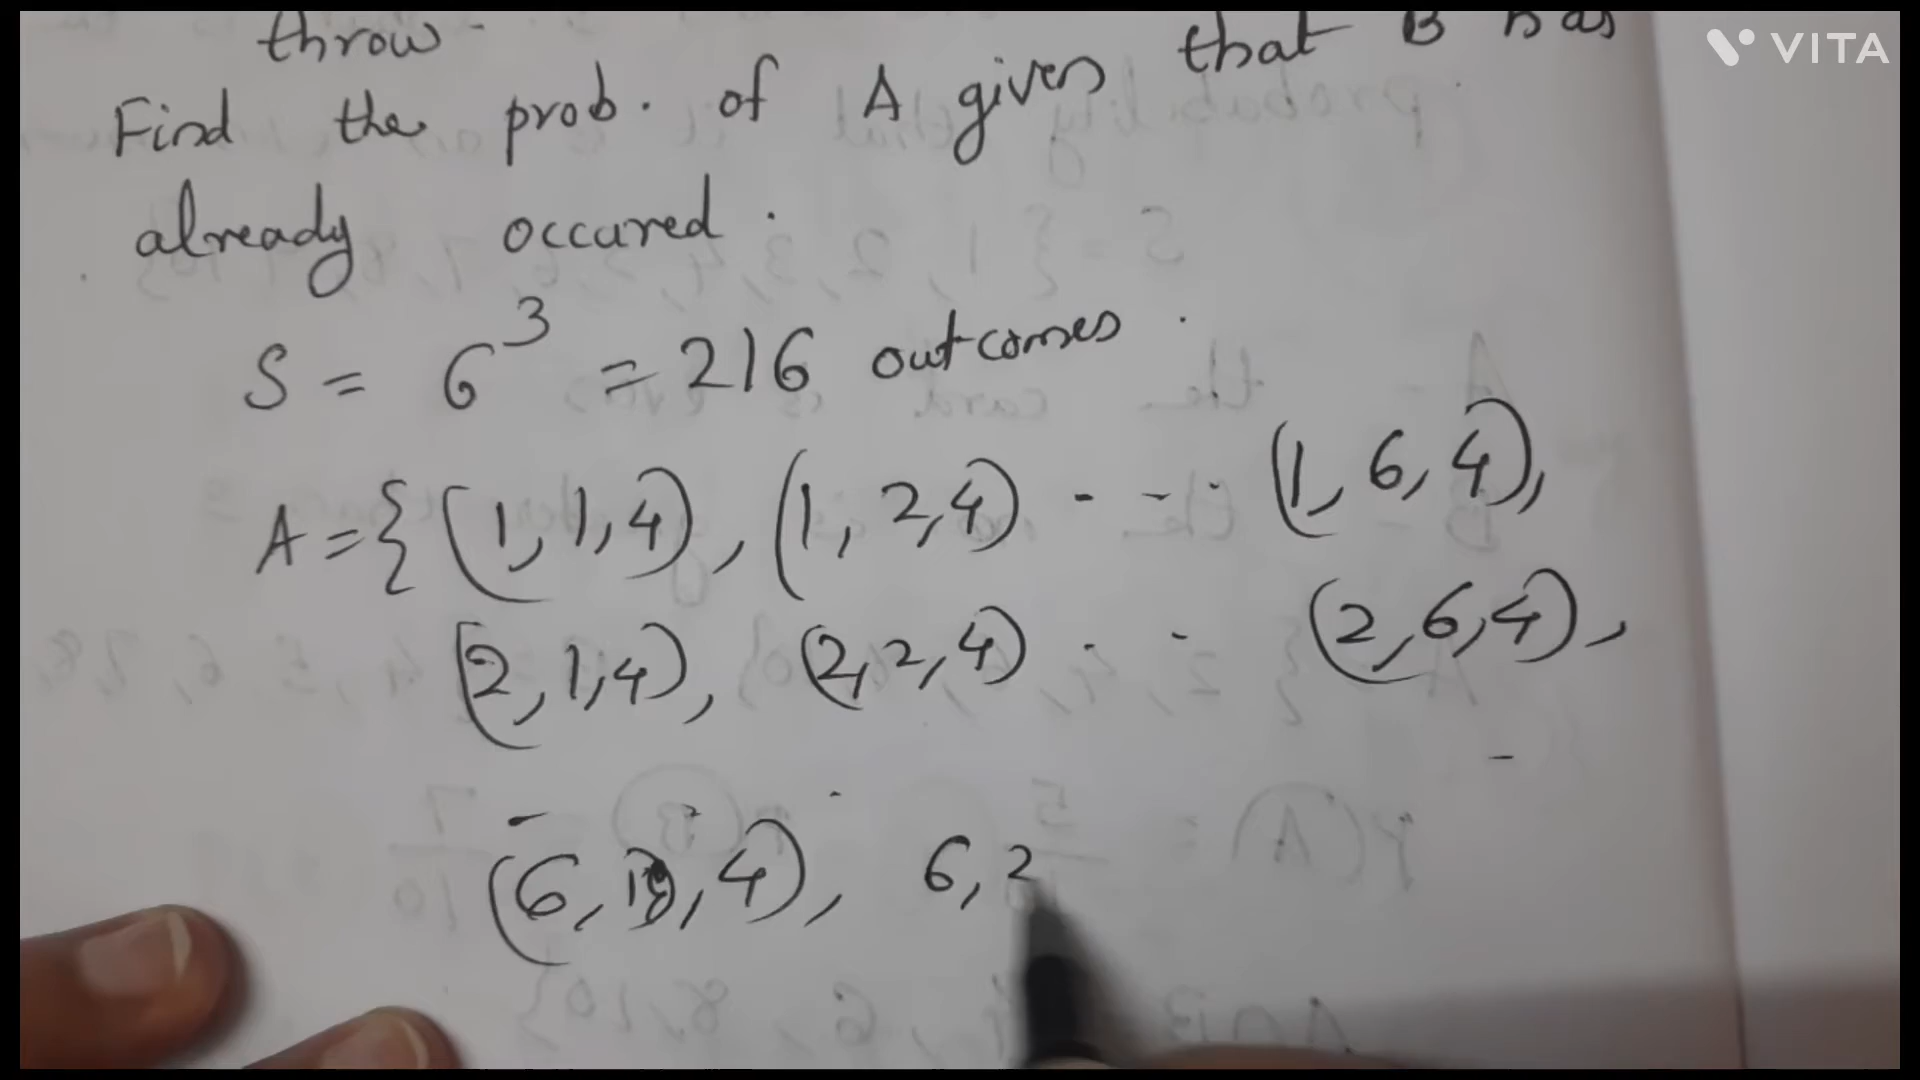 VITA
throw
Find the prob. of A given that B has
already occured.
S = 6³ = 216 outcomes.
A = { (1, 1, 4), (1, 2, 4) - - - (1, 6, 4),
(2, 1, 4), (2, 2, 4) - - (2, 6, 4),
(6, 1, 4), 6, 2